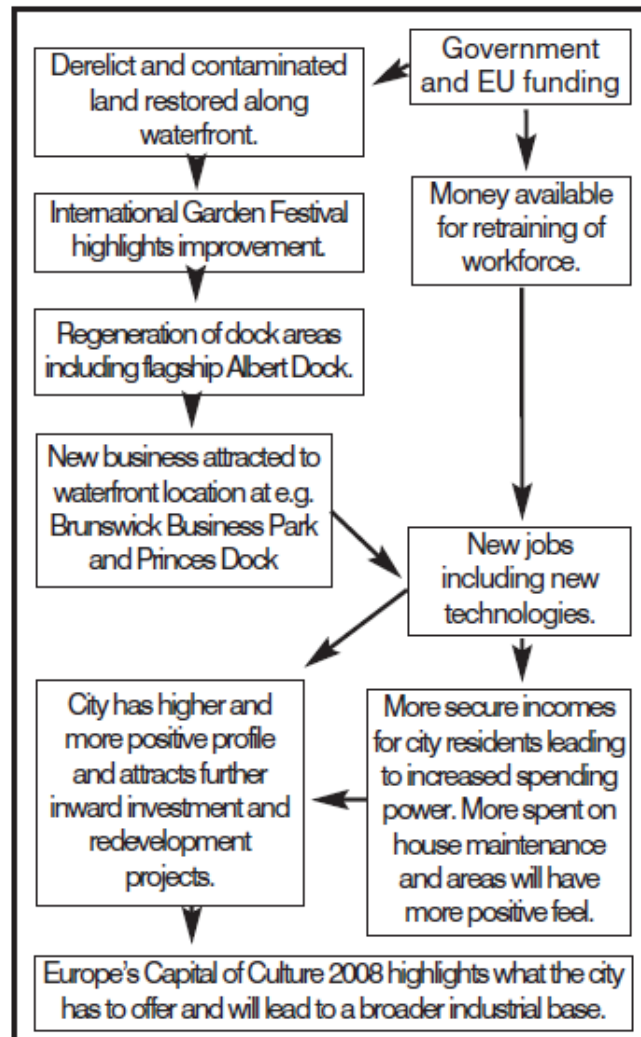 Government
and EU funding
Derelict and contaminated
land restored along
waterfront.
Money available
for retraining of
workforce.
International Garden Festival
highlights improvement.
Regeneration of dock areas
including flagship Albert Dock.
New business attracted to
waterfront location at e.g.
Brunswick Business Park
and Princes Dock
New jobs
including new
technologies.
City has higher and
more positive profile
and attracts further
inward investment and
redevelopment
projects.
More secure incomes
for city residents leading
to increased spending
power. More spent on
house maintenance
and areas will have
more positive feel.
Europe's Capital of Culture 2008 highlights what the city
has to offer and will lead to a broader industrial base.